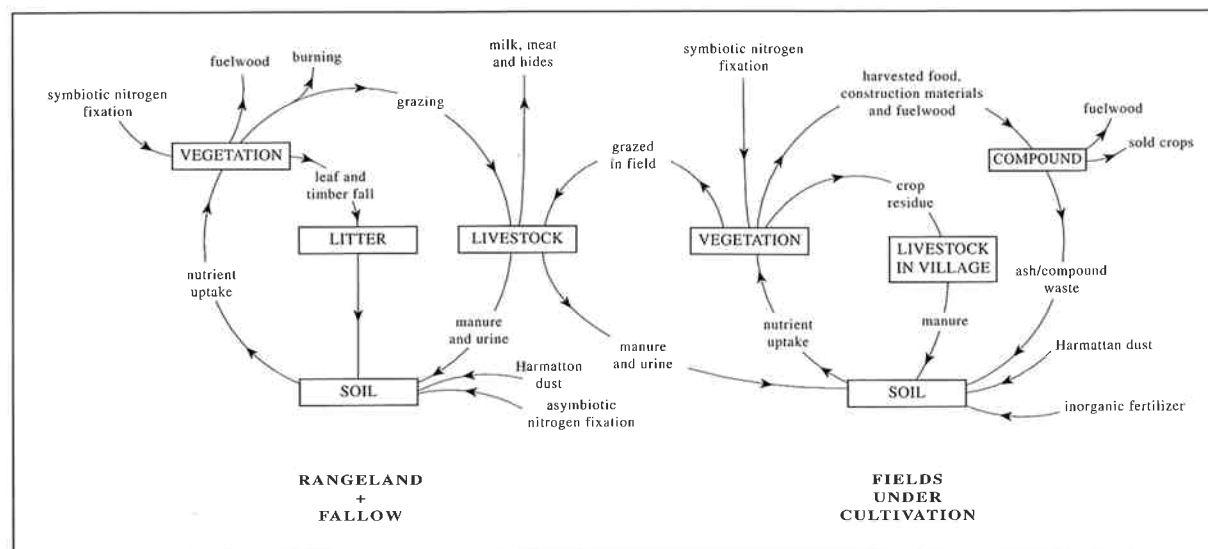 fuelwood
burning
milk, meat
and hides
symbiotic nitrogen
fixation
grazing
VEGETATION
leaf and
timber fall
LITTER
LIVESTOCK
nutrient
uptake
manure
and urine
SOIL
Harmatton
dust
asymbiotic
nitrogen fixation
RANGELAND
+
FALLOW
grazed
in field
manure
and urine
symbiotic nitrogen
fixation
harvested food,
construction materials
and fuelwood
fuelwood
COMPOUND
sold crops
crop
residue
VEGETATION
LIVESTOCK
IN VILLAGE
ash/compound
waste
nutrient
uptake
manure
Harmattan dust
SOIL
inorganic fertilizer
FIELDS
UNDER
CULTIVATION